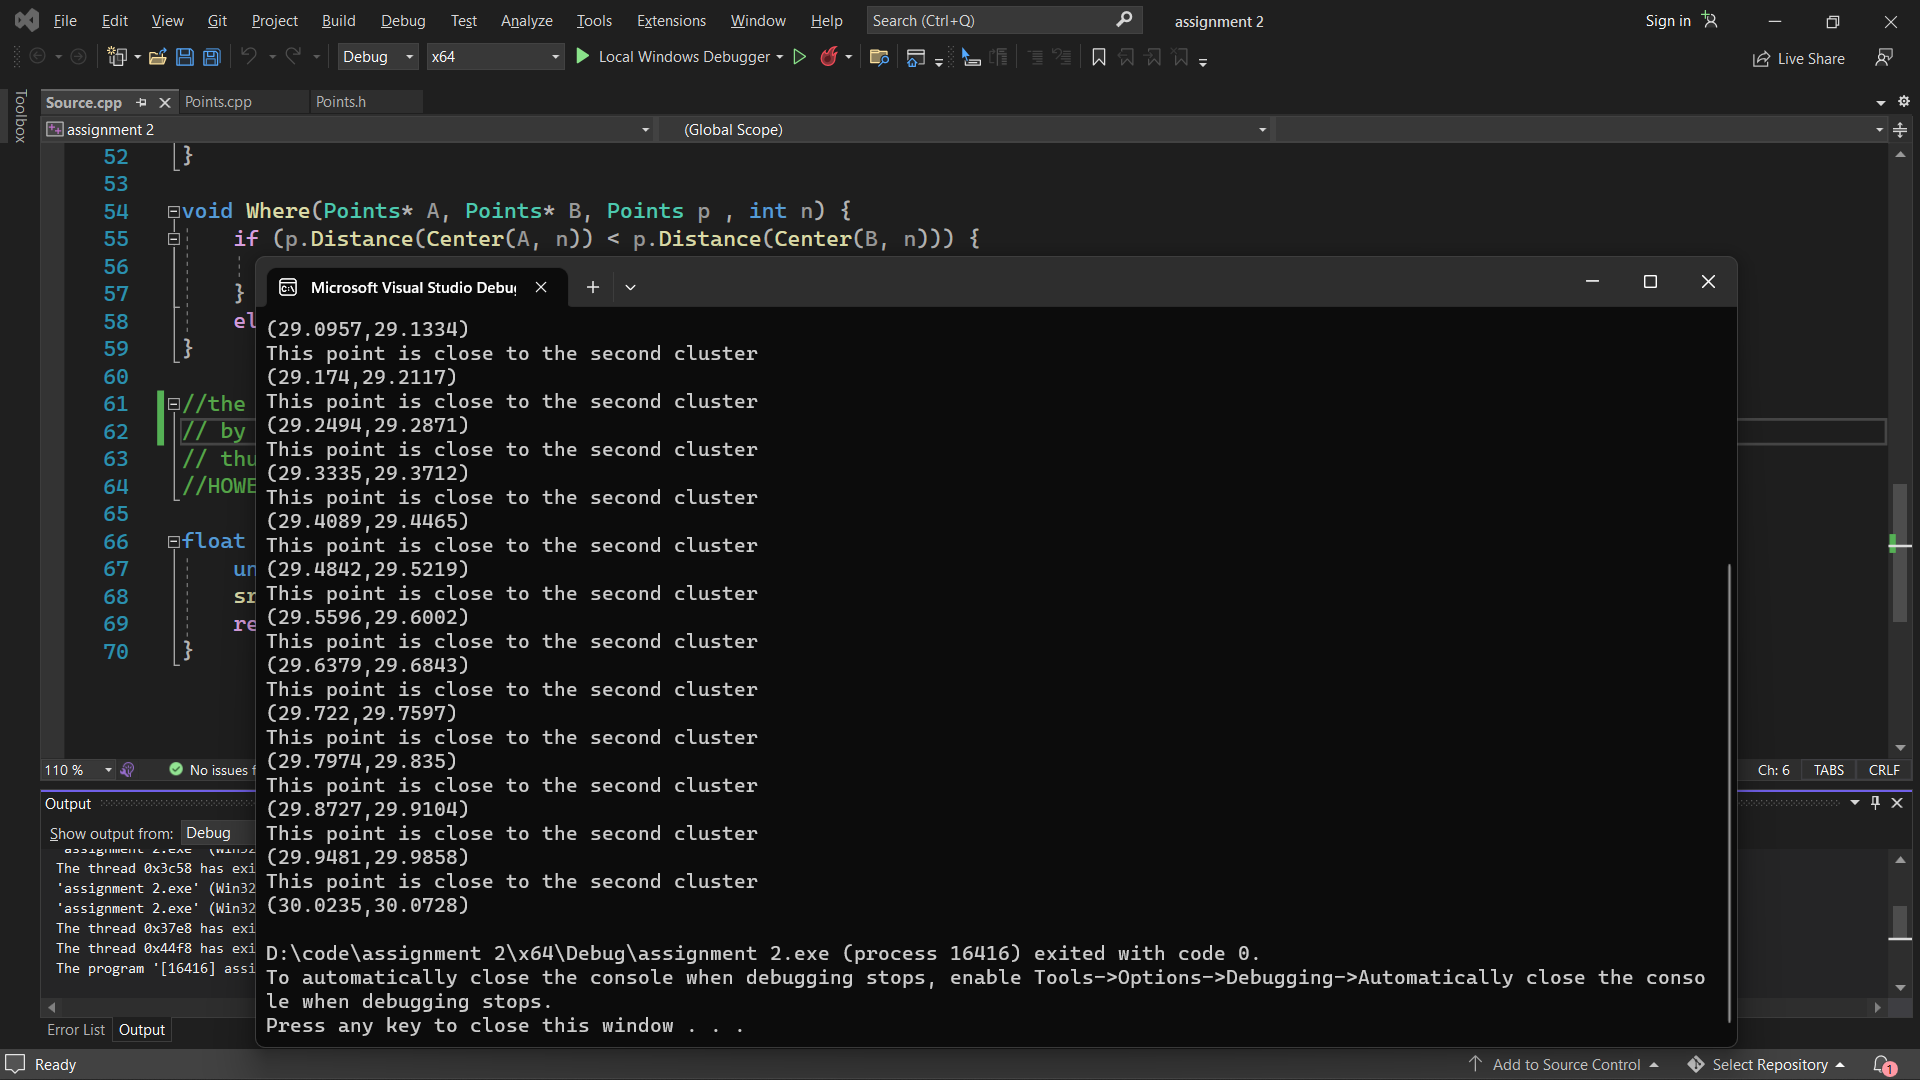 File Edit View Git Project Build Debug Test Analyze Tools Extensions Window Help Search (Ctrl+Q) assignment 2 Sign in
Debug x64 Local Windows Debugger Live Share
Toolbox
Source.cpp Points.cpp Points.h
assignment 2 (Global Scope)
52 }
53
54 void Where(Points* A, Points* B, Points p , int n) {
55 if (p.Distance(Center(A, n)) < p.Distance(Center(B, n))) {
56
57 }
58 el
59 }
60
61 //the
62 // by
63 // thu
64 //HOWE
65
66 float
67 un
68 sr
69 re
70 }
110 % No issues f Ch: 6 TABS CRLF
Output
Show output from: Debug
'assignment 2.exe' (Win32
The thread 0x3c58 has exi
'assignment 2.exe' (Win32
'assignment 2.exe' (Win32
The thread 0x37e8 has exi
The thread 0x44f8 has exi
The program '[16416] assi
Error List Output
Microsoft Visual Studio Debug
(29.0957,29.1334)
This point is close to the second cluster
(29.174,29.2117)
This point is close to the second cluster
(29.2494,29.2871)
This point is close to the second cluster
(29.3335,29.3712)
This point is close to the second cluster
(29.4089,29.4465)
This point is close to the second cluster
(29.4842,29.5219)
This point is close to the second cluster
(29.5596,29.6002)
This point is close to the second cluster
(29.6379,29.6843)
This point is close to the second cluster
(29.722,29.7597)
This point is close to the second cluster
(29.7974,29.835)
This point is close to the second cluster
(29.8727,29.9104)
This point is close to the second cluster
(29.9481,29.9858)
This point is close to the second cluster
(30.0235,30.0728)
D:\code\assignment 2\x64\Debug\assignment 2.exe (process 16416) exited with code 0.
To automatically close the console when debugging stops, enable Tools->Options->Debugging->Automatically close the conso
le when debugging stops.
Press any key to close this window . . .
Ready Add to Source Control Select Repository 1